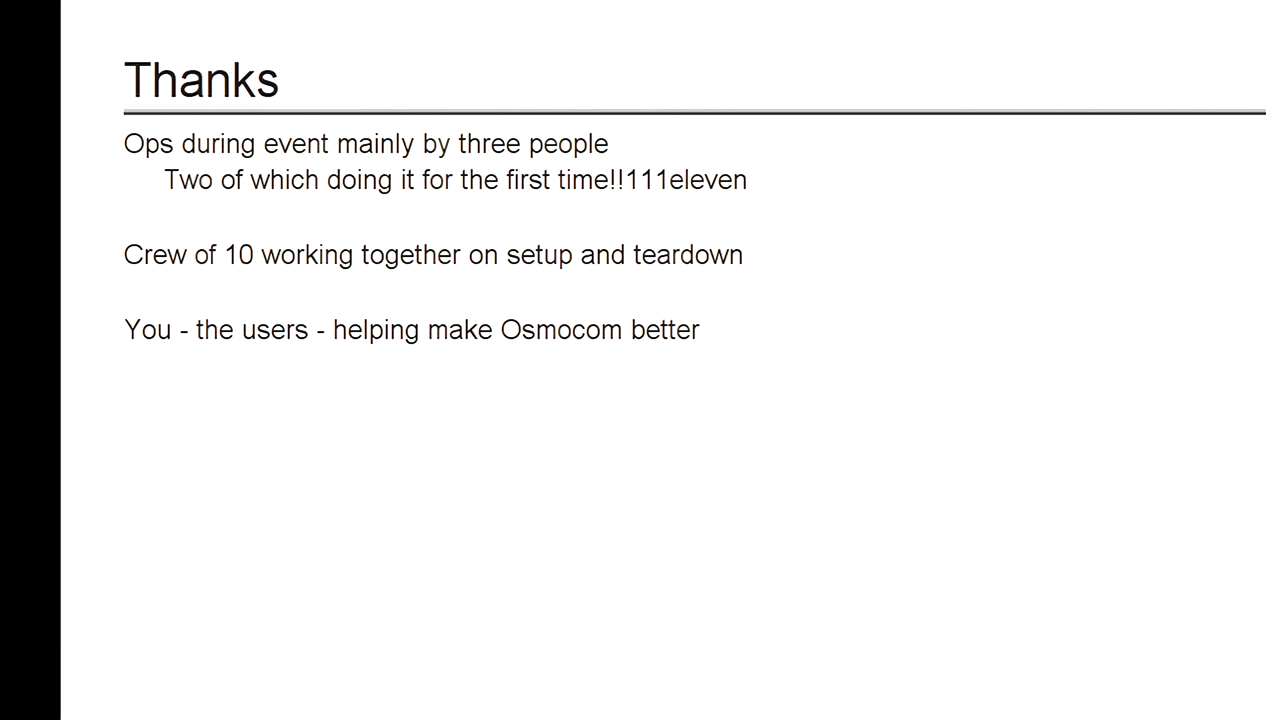 Thanks
Ops during event mainly by three people
Two of which doing it for the first time!!111eleven
Crew of 10 working together on setup and teardown
You - the users - helping make Osmocom better